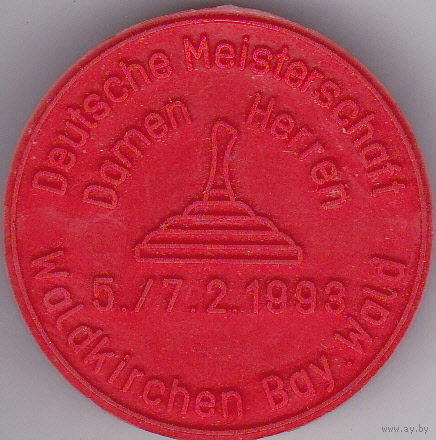 Deutsche Meisterschaft
Damen Herren
5./7.2.1993
Waldkirchen Bay. Wald
www.ay.by